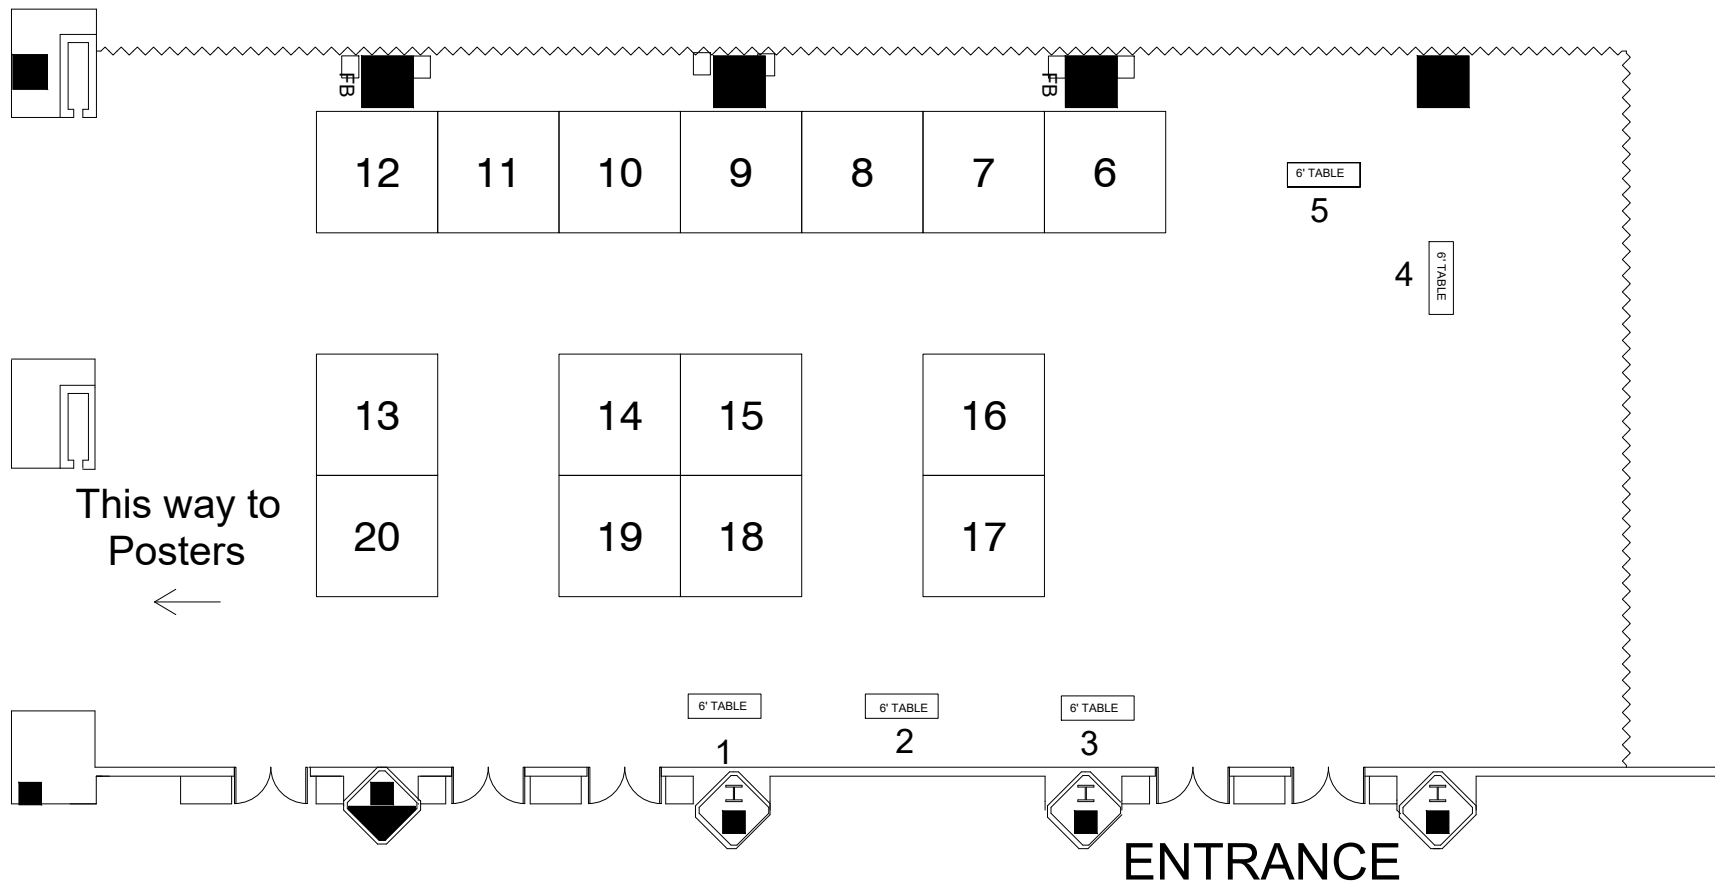 FB
FB
12 11 10 9 8 7 6
6' TABLE
5
4
6' TABLE
13 14 15 16
This way to
Posters
20 19 18 17
6' TABLE
6' TABLE
6' TABLE
1
2
3
ENTRANCE